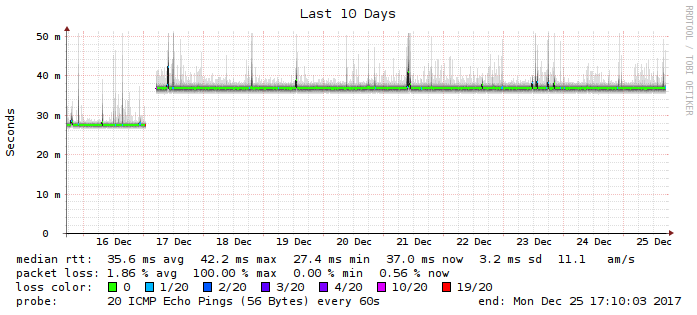 Last 10 Days
RRDTOOL / TOBI OETIKER
Seconds
50 m
40 m
30 m
20 m
10 m
0
16 Dec 17 Dec 18 Dec 19 Dec 20 Dec 21 Dec 22 Dec 23 Dec 24 Dec 25 Dec
median rtt: 35.6 ms avg 42.2 ms max 27.4 ms min 37.0 ms now 3.2 ms sd 11.1 am/s
packet loss: 1.86 % avg 100.00 % max 0.00 % min 0.56 % now
loss color: 0 1/20 2/20 3/20 4/20 10/20 19/20
probe: 20 ICMP Echo Pings (56 Bytes) every 60s end: Mon Dec 25 17:10:03 2017